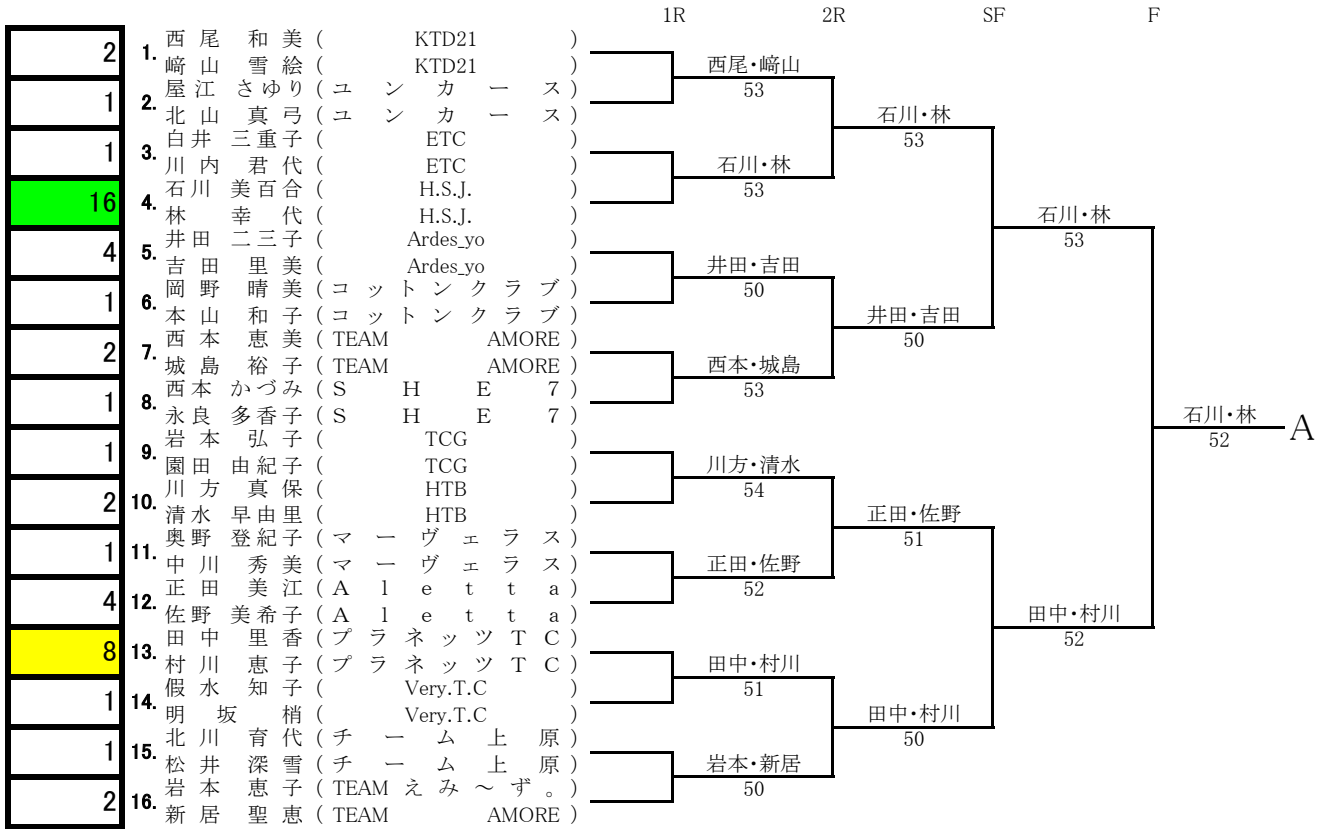 1R 2R SF F
2 1. 西尾 和美 ( KTD21 )
﨑山 雪絵 ( KTD21 )
1 2. 屋江 さゆり ( ユンカース )
北山 真弓 ( ユンカース )
1 3. 白井 三重子 ( ETC )
川内 君代 ( ETC )
16 4. 石川 美百合 ( H.S.J. )
林 幸代 ( H.S.J. )
4 5. 井田 二三子 ( Ardes_yo )
吉田 里美 ( Ardes_yo )
1 6. 岡野 晴美 ( コットンクラブ )
本山 和子 ( コットンクラブ )
2 7. 西本 恵美 ( TEAM AMORE )
城島 裕子 ( TEAM AMORE )
1 8. 西本 かづみ ( SHE7 )
永良 多香子 ( SHE7 )
1 9. 岩本 弘子 ( TCG )
園田 由紀子 ( TCG )
2 10. 川方 真保 ( HTB )
清水 早由里 ( HTB )
1 11. 奥野 登紀子 ( マーヴェラス )
中川 秀美 ( マーヴェラス )
4 12. 正田 美江 ( Aletta )
佐野 美希子 ( Aletta )
8 13. 田中 里香 ( プラネッツTC )
村川 恵子 ( プラネッツTC )
1 14. 假水 知子 ( Very.T.C )
明坂 梢 ( Very.T.C )
1 15. 北川 育代 ( チーム上原 )
松井 深雪 ( チーム上原 )
2 16. 岩本 恵子 ( TEAMえみ~ず。 )
新居 聖恵 ( TEAM AMORE )
西尾・﨑山
53
石川・林
53
井田・吉田
50
西本・城島
53
川方・清水
54
正田・佐野
52
田中・村川
51
岩本・新居
50
石川・林
53
井田・吉田
50
正田・佐野
51
田中・村川
50
石川・林
53
田中・村川
52
石川・林
52
A